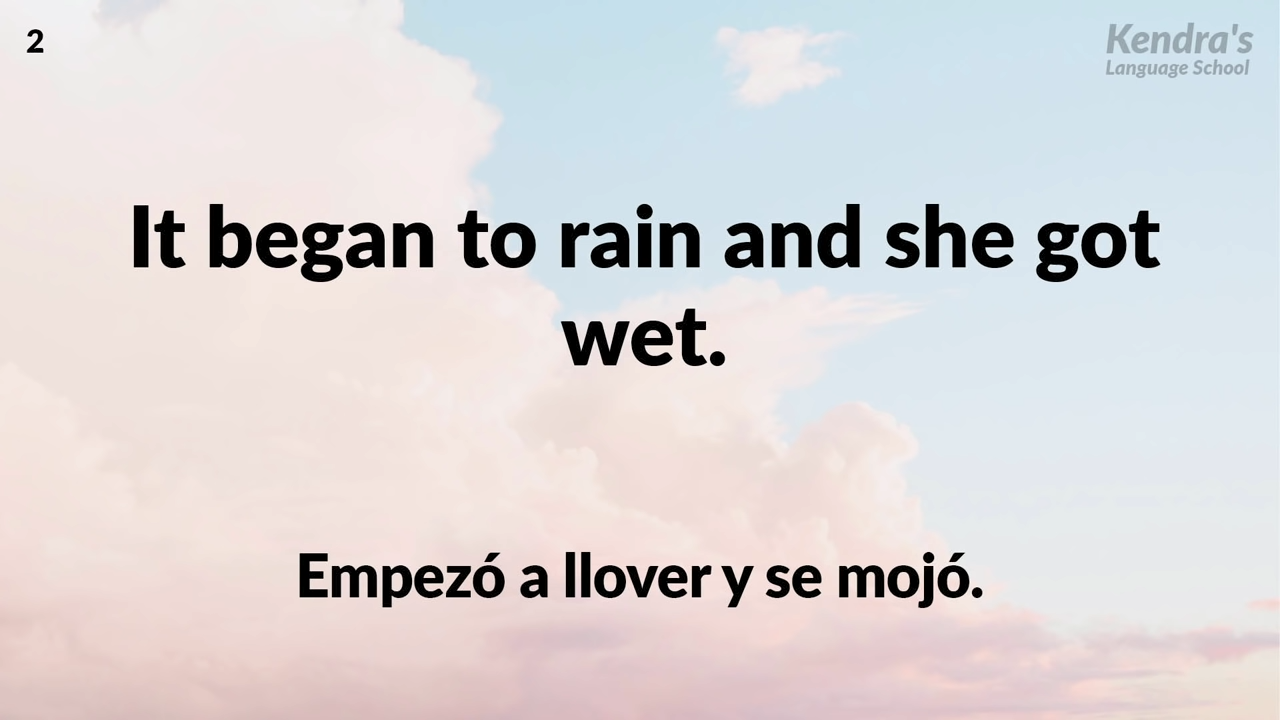 2
Kendra's
Language School
It began to rain and she got
wet.
Empezó a llover y se mojó.